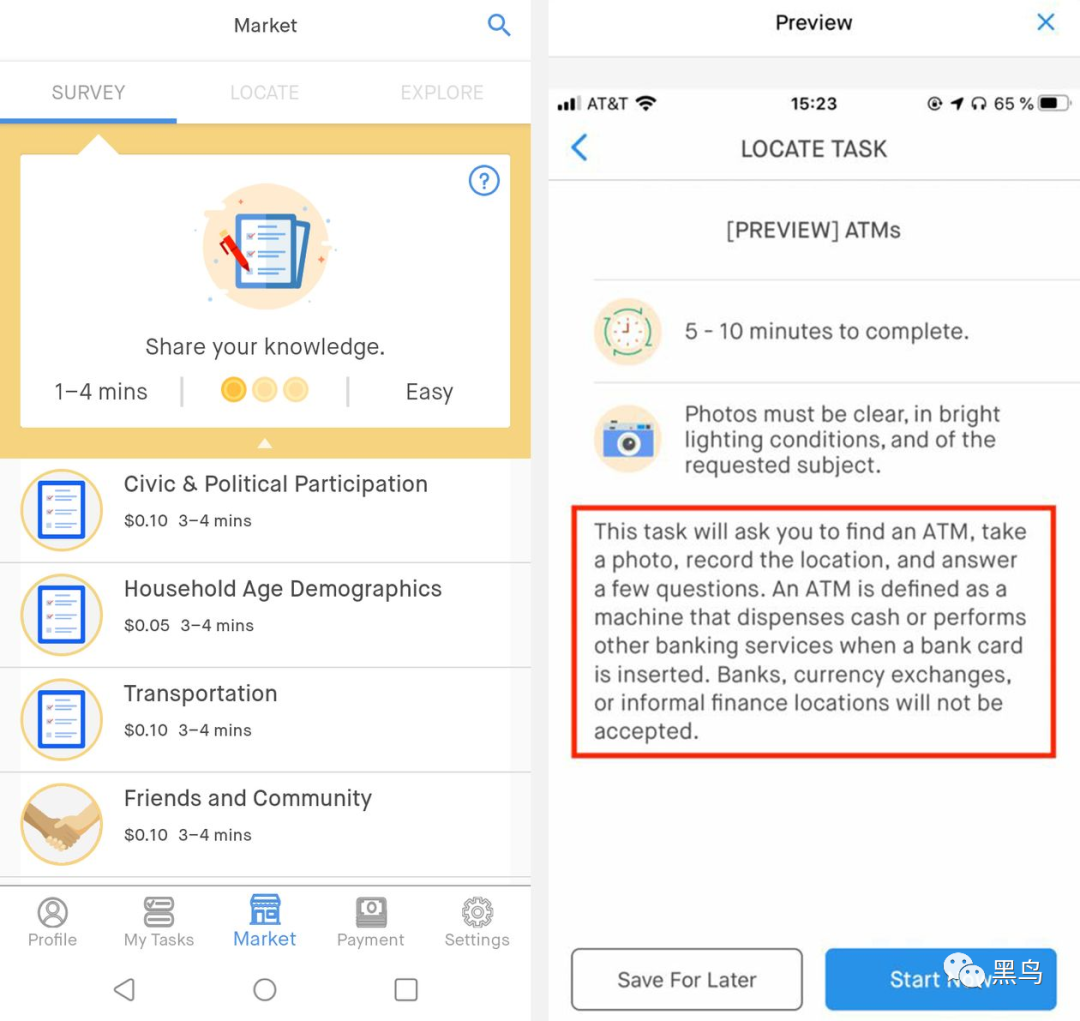 Market
SURVEY
LOCATE
EXPLORE
?
Share your knowledge.
1–4 mins
Easy
Civic & Political Participation
$0.10 3–4 mins
Household Age Demographics
$0.05 3–4 mins
Transportation
$0.10 3–4 mins
Friends and Community
$0.10 3–4 mins
Profile
My Tasks
Market
Payment
Settings
Preview
AT&T
15:23
65 %
LOCATE TASK
[PREVIEW] ATMs
5 - 10 minutes to complete.
Photos must be clear, in bright
lighting conditions, and of the
requested subject.
This task will ask you to find an ATM, take
a photo, record the location, and answer
a few questions. An ATM is defined as a
machine that dispenses cash or performs
other banking services when a bank card
is inserted. Banks, currency exchanges,
or informal finance locations will not be
accepted.
Save For Later
Start Now
黑鸟